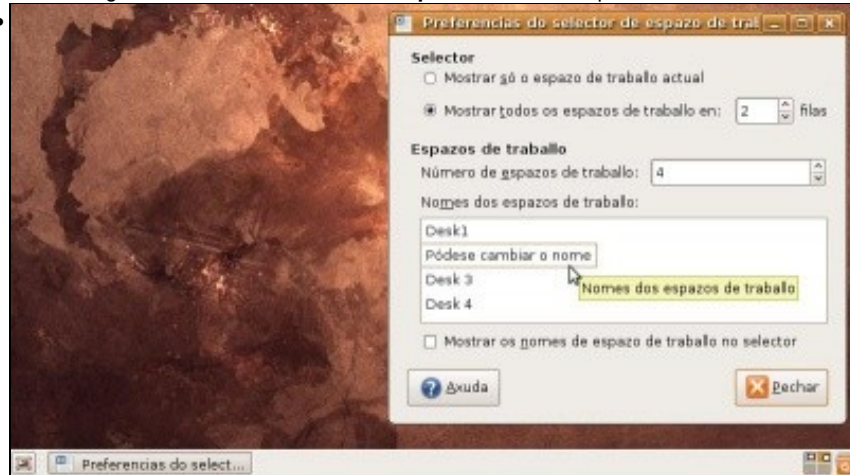 Preferencias do selector de espazo de trab
Selector
Mostrar só o espazo de traballo actual
Mostrar todos os espazos de traballo en: 2 filas
Espazos de traballo
Número de espazos de traballo: 4
Nomes dos espazos de traballo:
Desk1
Pódese cambiar o nome
Desk 3
Nomes dos espazos de traballo
Desk 4
Mostrar os nomes de espazo de traballo no selector
Axuda
Pechar
Preferencias do select...